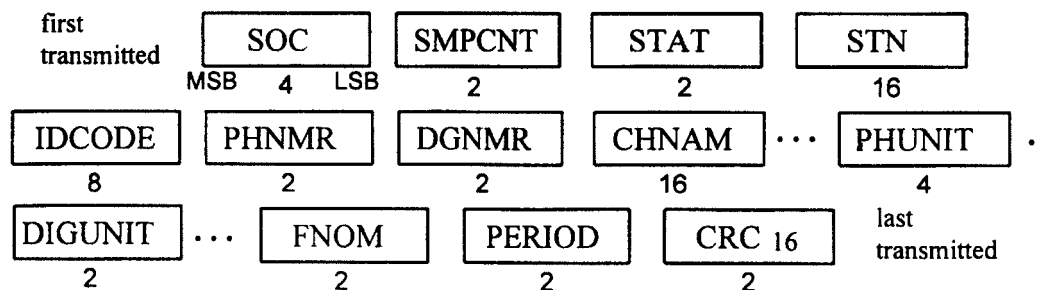 first
transmitted
SOC SMPCNT STAT STN
MSB 4 LSB 2 2 16
IDCODE PHNMR DGNMR CHNAM ... PHUNIT .
8 2 2 16 4
DIGUNIT ... FNOM PERIOD CRC 16
last
transmitted
2 2 2 2